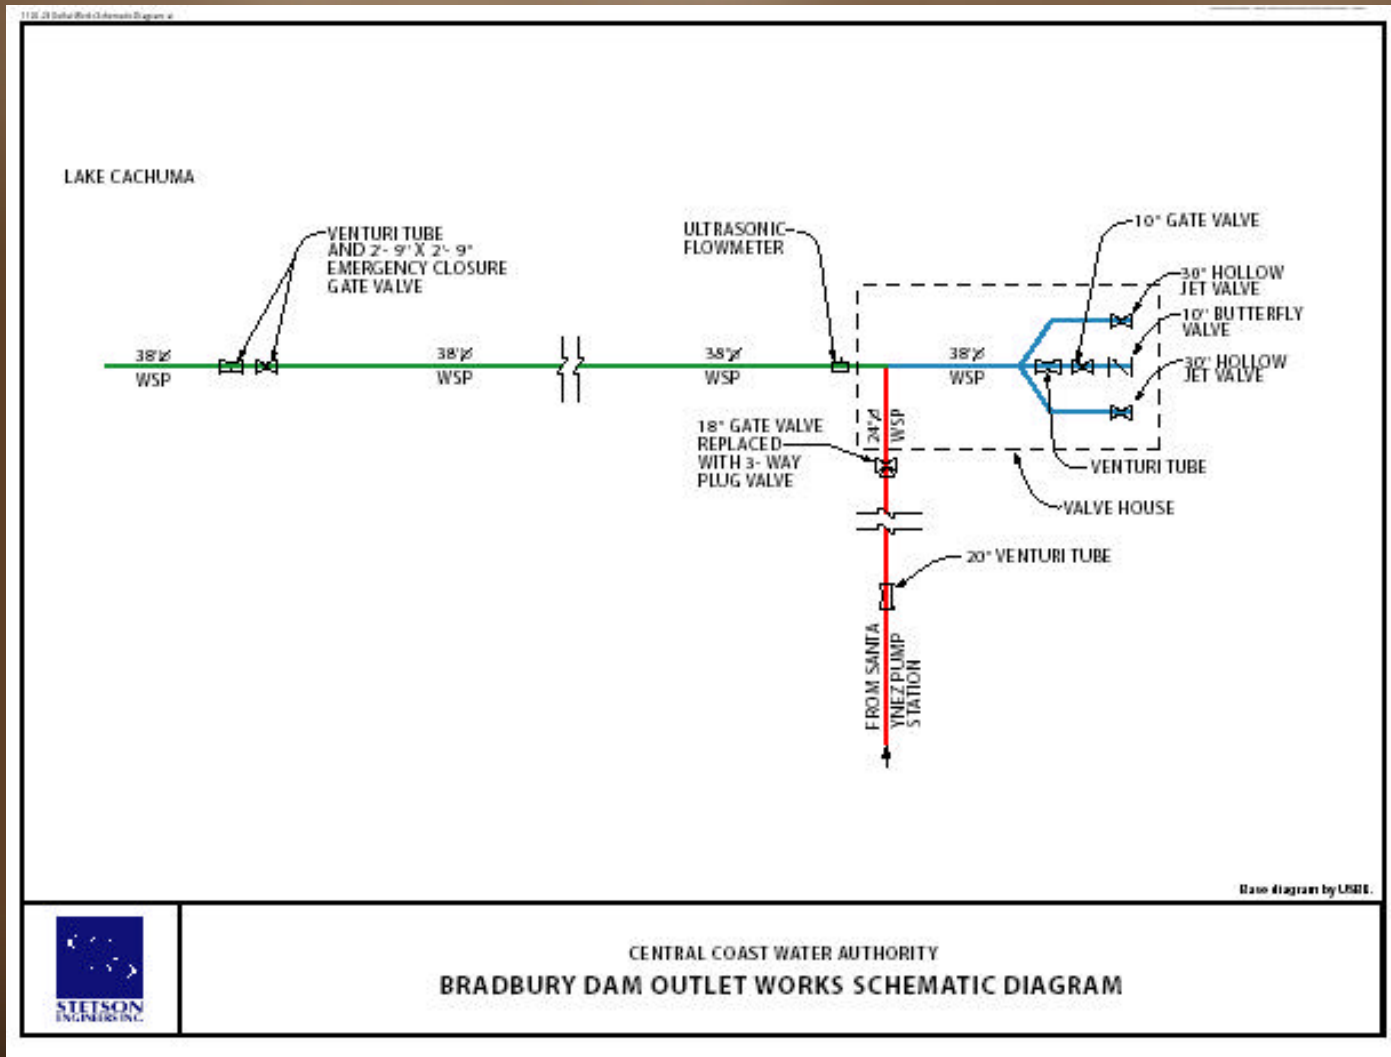 LAKE CACHUMA
VENTURI TUBE
AND 2'- 9" X 2'- 9"
EMERGENCY CLOSURE
GATE VALVE
ULTRASONIC
FLOWMETER
10" GATE VALVE
30" HOLLOW
JET VALVE
10" BUTTERFLY
VALVE
30" HOLLOW
JET VALVE
38"⌀
WSP
38"⌀
WSP
38"⌀
WSP
38"⌀
WSP
24"⌀
WSP
18" GATE VALVE
REPLACED
WITH 3- WAY
PLUG VALVE
VENTURI TUBE
VALVE HOUSE
20" VENTURI TUBE
FROM SANTA
YNEZ PUMP
STATION
Base diagram by USBR.
STETSON
ENGINEERS INC.
CENTRAL COAST WATER AUTHORITY
BRADBURY DAM OUTLET WORKS SCHEMATIC DIAGRAM